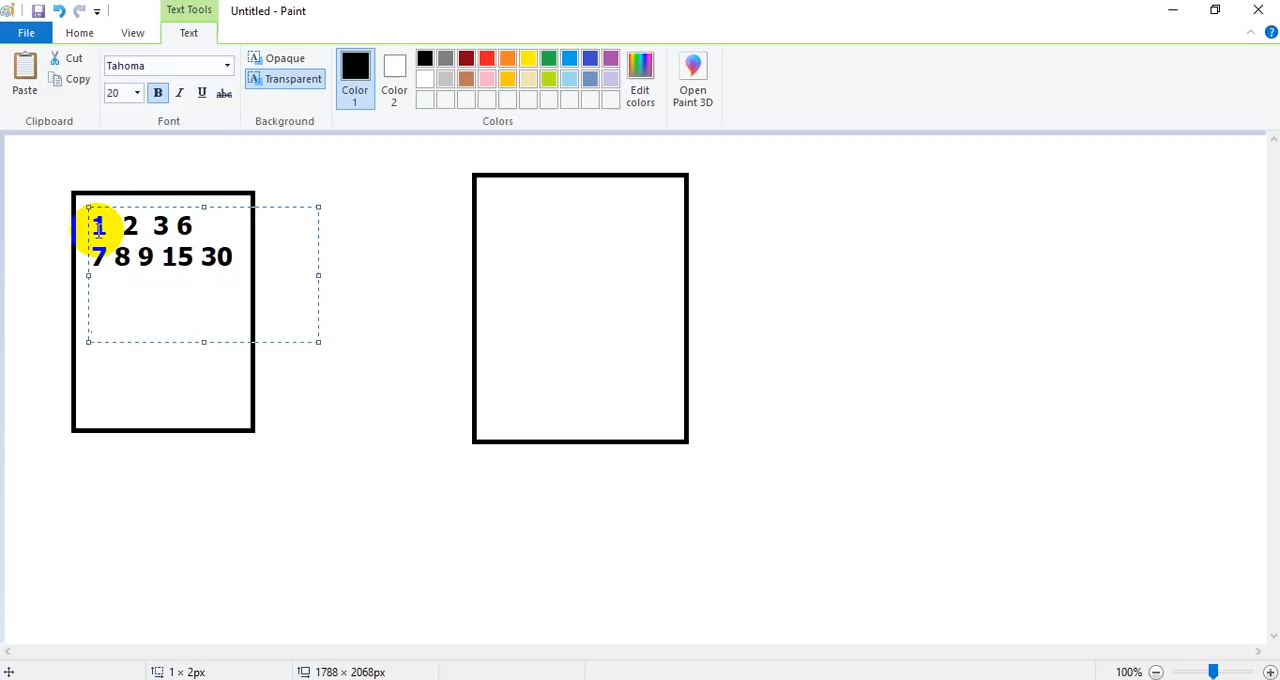 Text Tools
Untitled - Paint
File
Home
View
Text
Paste
Cut
Copy
Clipboard
Tahoma
20
B
I
U
abc
Font
A Opaque
A Transparent
Background
Color 1
Color 2
Edit colors
Colors
Open Paint 3D
1 2 3 6
7 8 9 15 30
1 × 2px
1788 × 2068px
100%